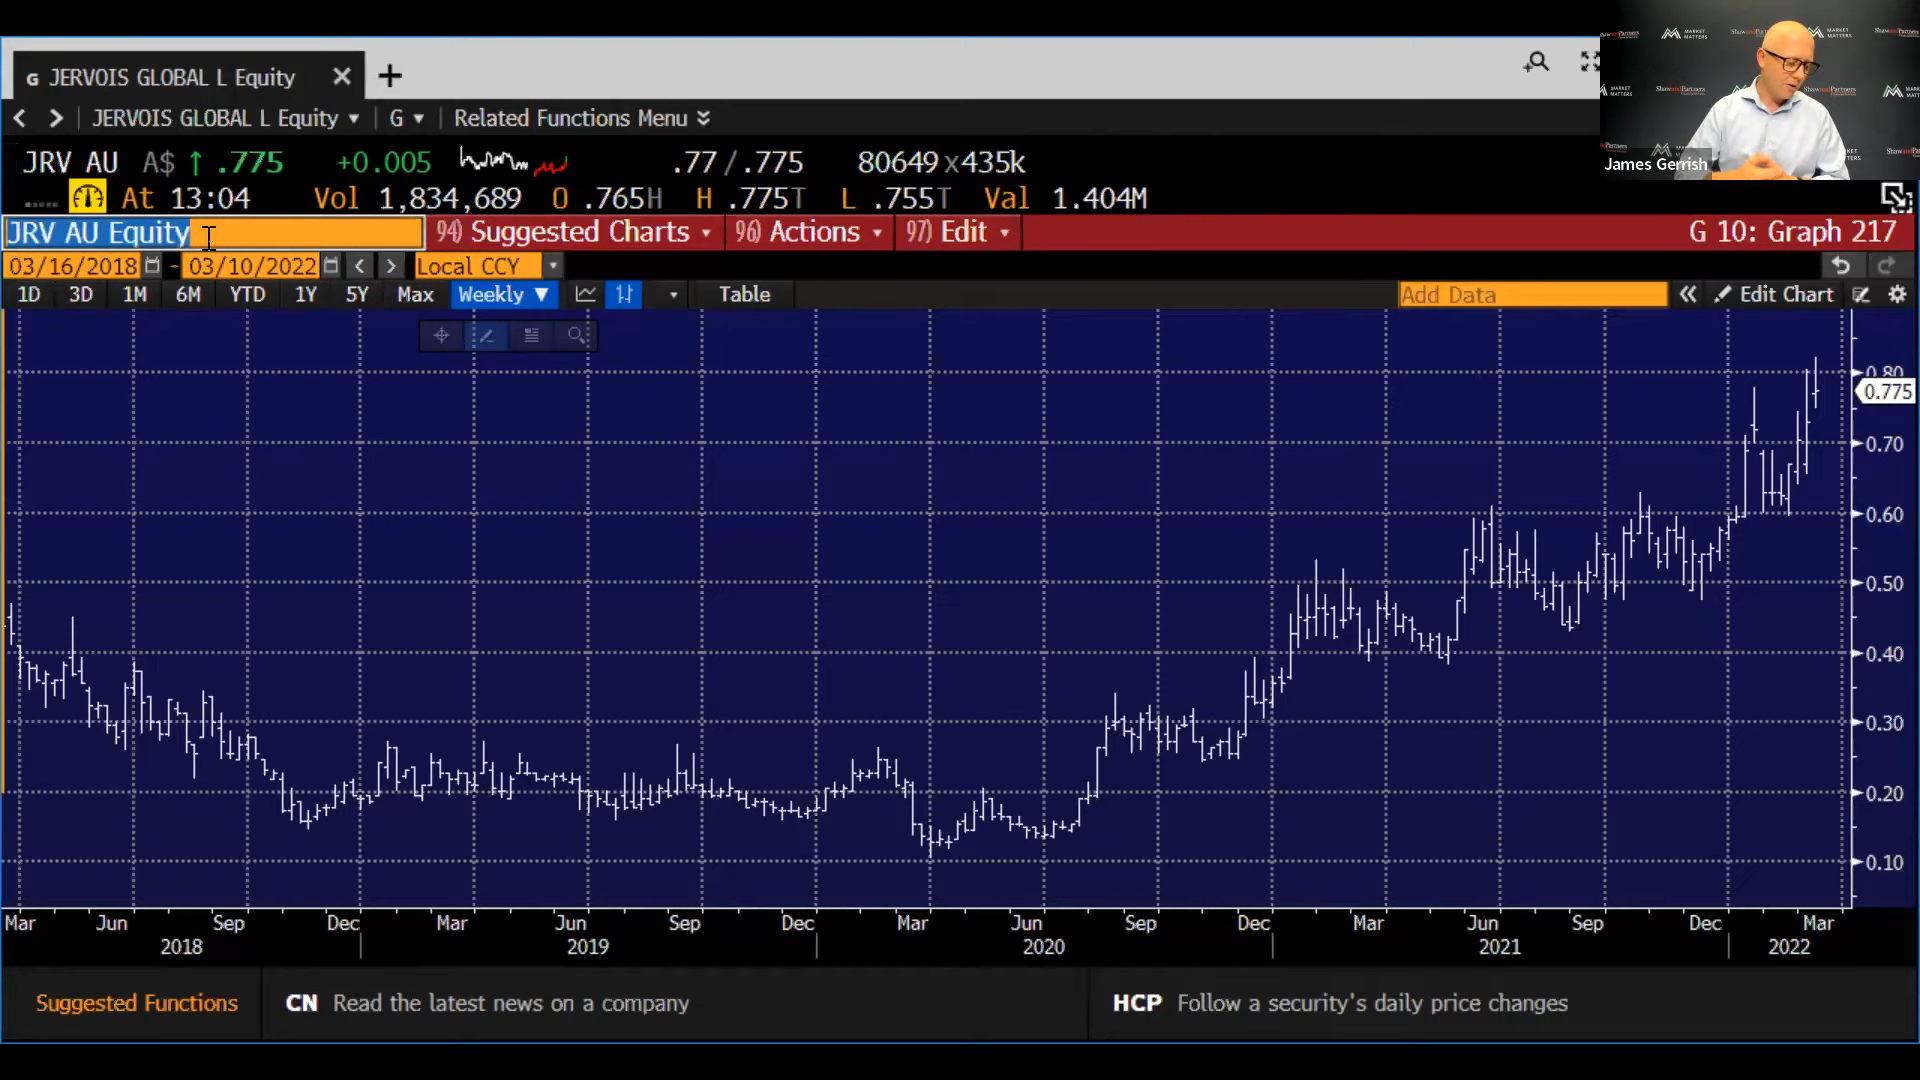 G JERVOIS GLOBAL L Equity
JERVOIS GLOBAL L Equity G Related Functions Menu
JRV AU A$ ↑ .775 +0.005 .77 / .775 80649 x 435k
At 13:04 Vol 1,834,689 O .765H H .775T L .755T Val 1.404M
JRV AU Equity 94) Suggested Charts 96) Actions 97) Edit G 10: Graph 217
03/16/2018 - 03/10/2022 Local CCY
1D 3D 1M 6M YTD 1Y 5Y Max Weekly ▼ Table Add Data Edit Chart
0.80
0.775
0.70
0.60
0.50
0.40
0.30
0.20
0.10
Mar Jun Sep Dec Mar Jun Sep Dec Mar Jun Sep Dec Mar Jun Sep Dec Mar
2018 2019 2020 2021 2022
Suggested Functions CN Read the latest news on a company HCP Follow a security's daily price changes
James Gerrish
MARKET MATTERS
ShawandPartners